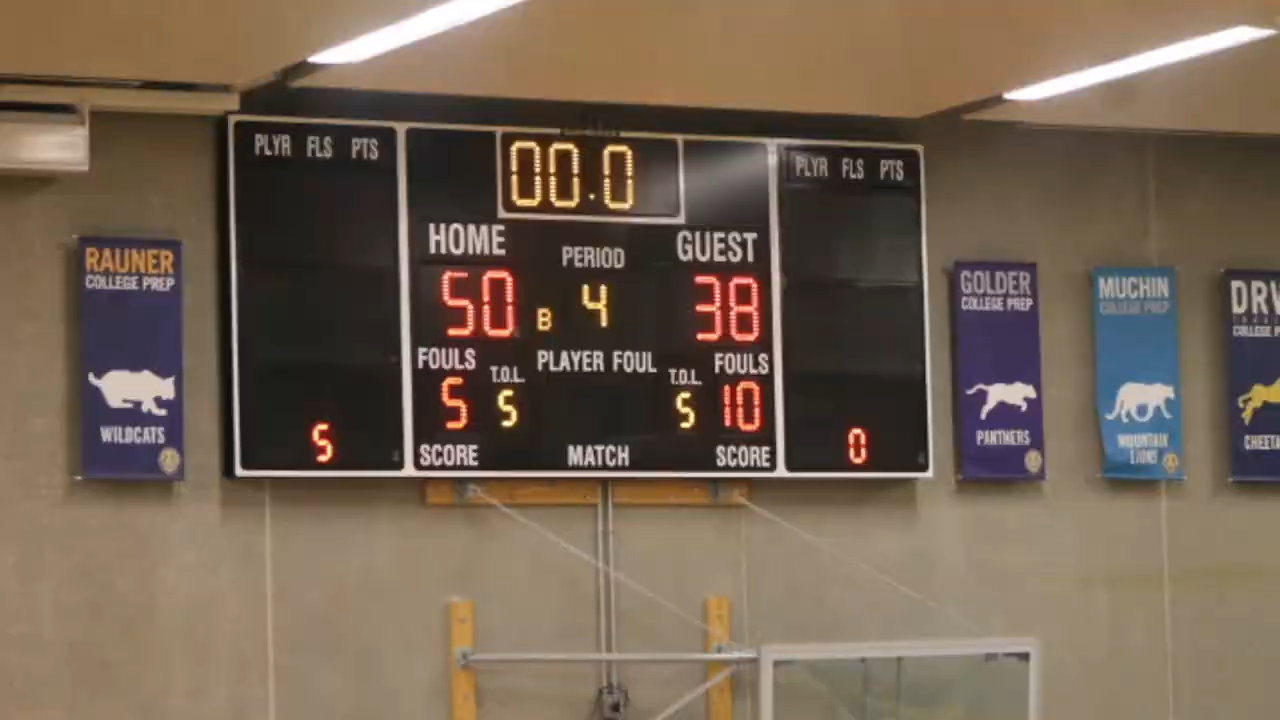 PLYR FLS PTS
00.0
PLYR FLS PTS
HOME
PERIOD
GUEST
50
B
4
38
FOULS
T.O.L.
PLAYER FOUL
T.O.L.
FOULS
5
5
5
10
5
SCORE
MATCH
SCORE
0
RAUNER
COLLEGE PREP
WILDCATS
GOLDER
COLLEGE PREP
PANTHERS
MUCHIN
COLLEGE PREP
MOUNTAIN
LIONS